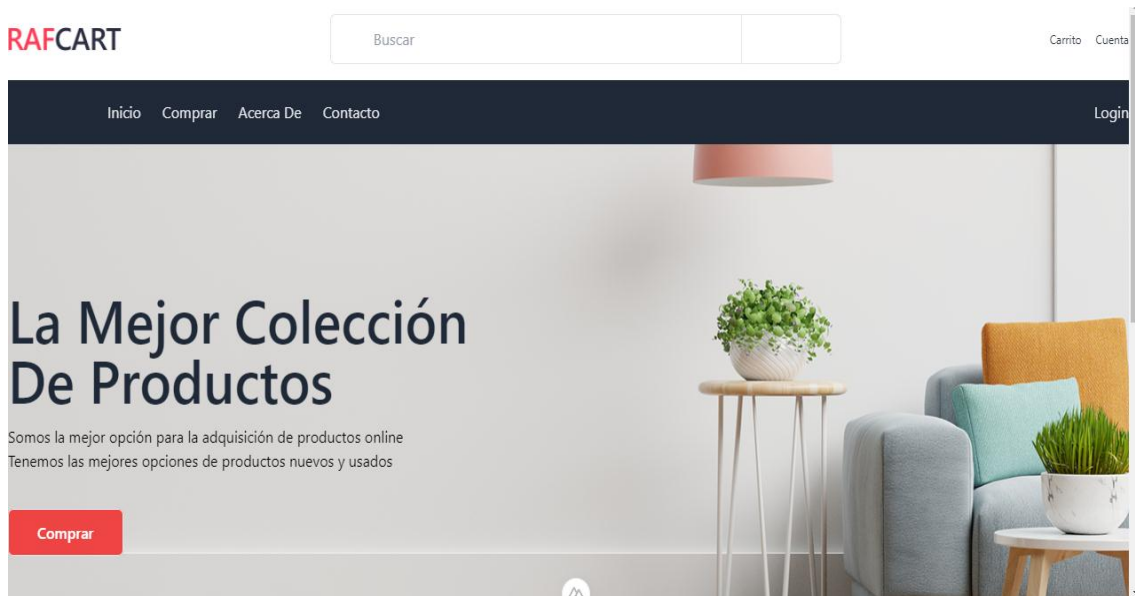 RAFCART
Buscar
Carrito Cuenta
Inicio Comprar Acerca De Contacto
Login
La Mejor Colección
De Productos
Somos la mejor opción para la adquisición de productos online
Tenemos las mejores opciones de productos nuevos y usados
Comprar